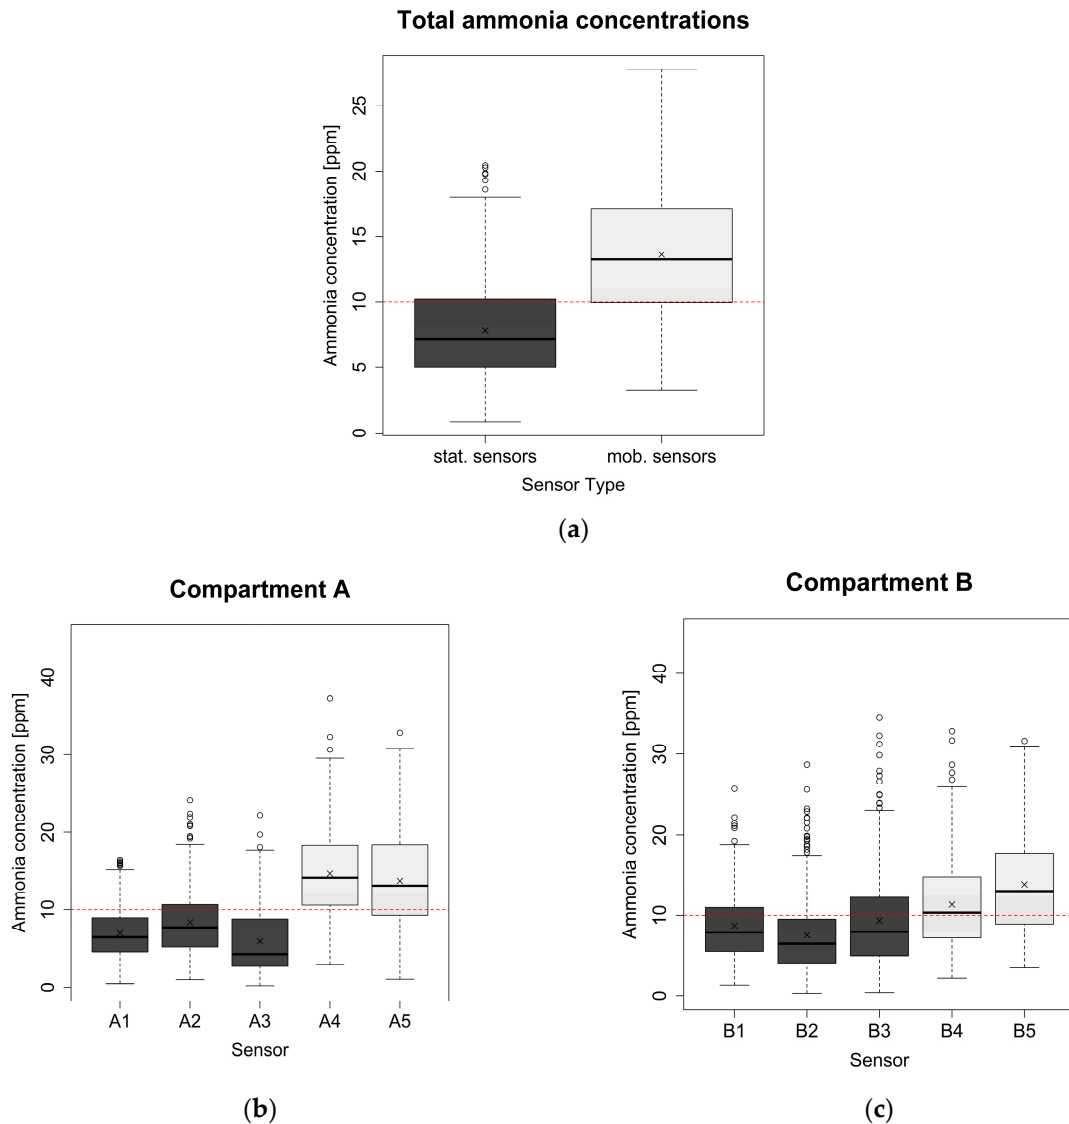 Total ammonia concentrations
Ammonia concentration [ppm]
25
20
15
10
5
0
stat. sensors mob. sensors
Sensor Type
(a)
Compartment A
Ammonia concentration [ppm]
40
30
20
10
0
A1 A2 A3 A4 A5
Sensor
(b)
Compartment B
Ammonia concentration [ppm]
40
30
20
10
0
B1 B2 B3 B4 B5
Sensor
(c)